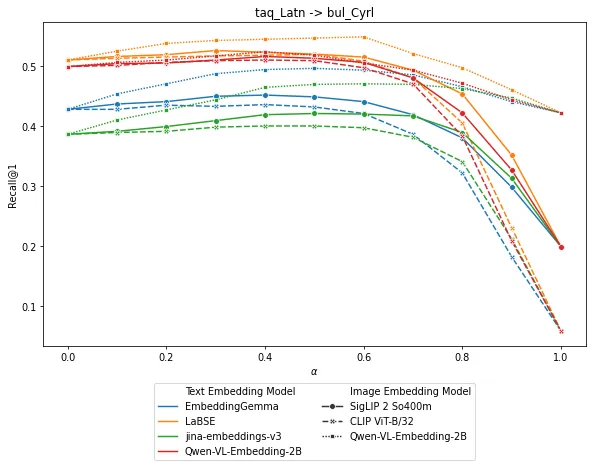 taq_Latn -> bul_Cyrl
Recall@1
0.5
0.4
0.3
0.2
0.1
0.0 0.2 0.4 0.6 0.8 1.0
α
Text Embedding Model Image Embedding Model
EmbeddingGemma SigLIP 2 So400m
LaBSE CLIP ViT-B/32
jina-embeddings-v3 Qwen-VL-Embedding-2B
Qwen-VL-Embedding-2B